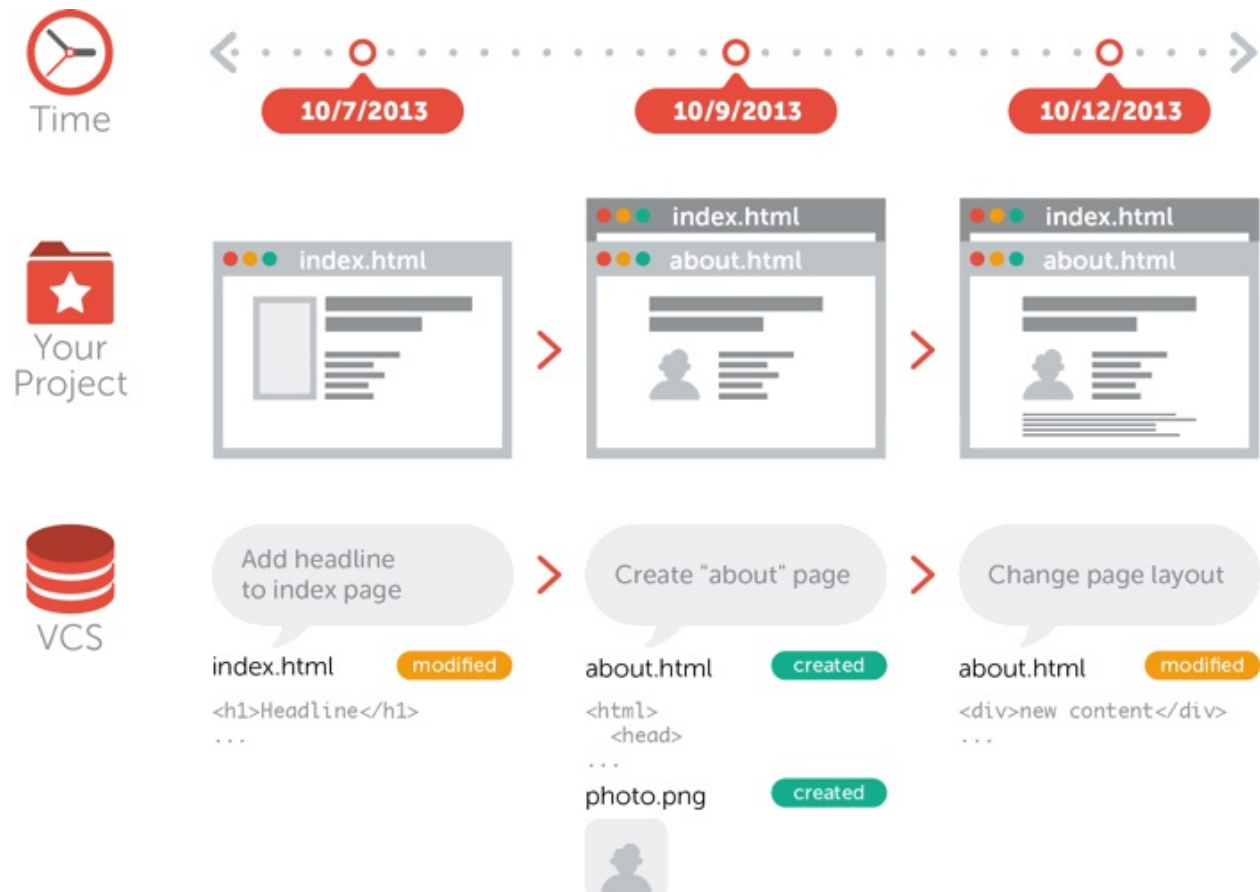 Time
10/7/2013
10/9/2013
10/12/2013
Your
Project
index.html
index.html
about.html
index.html
about.html
VCS
Add headline
to index page
Create "about" page
Change page layout
index.html modified
<h1>Headline</h1>
...
about.html created
<html>
<head>
...
photo.png created
about.html modified
<div>new content</div>
...